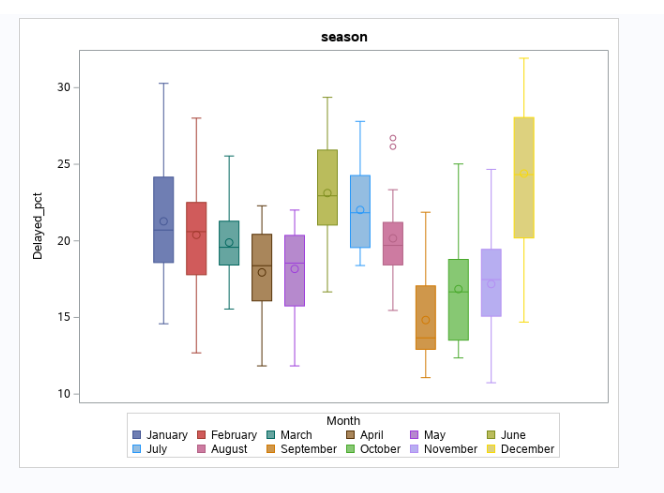 season
Delayed_pct
30
25
20
15
10
Month
January February March April May June
July August September October November December